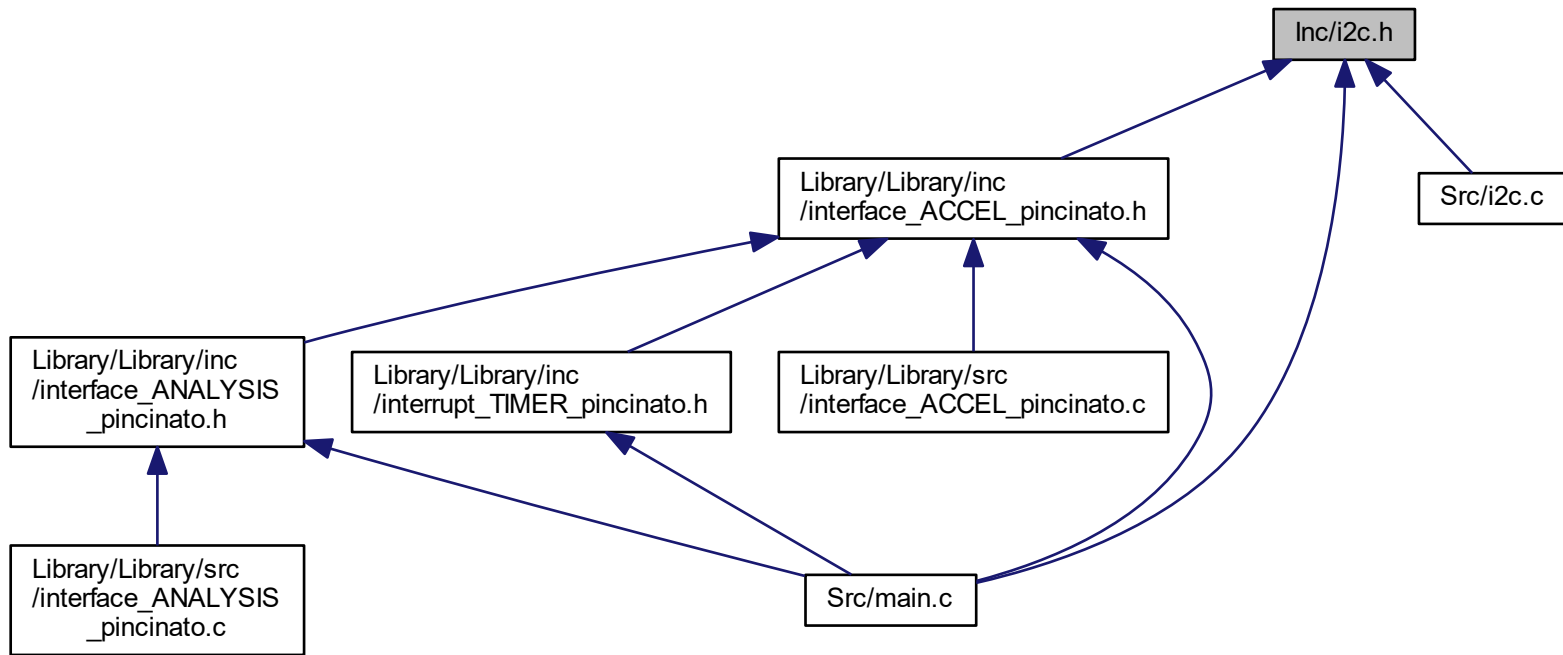 Inc/i2c.h
Library/Library/inc
/interface_ACCEL_pincinato.h
Src/i2c.c
Library/Library/inc
/interface_ANALYSIS
_pincinato.h
Library/Library/inc
/interrupt_TIMER_pincinato.h
Library/Library/src
/interface_ACCEL_pincinato.c
Library/Library/src
/interface_ANALYSIS
_pincinato.c
Src/main.c